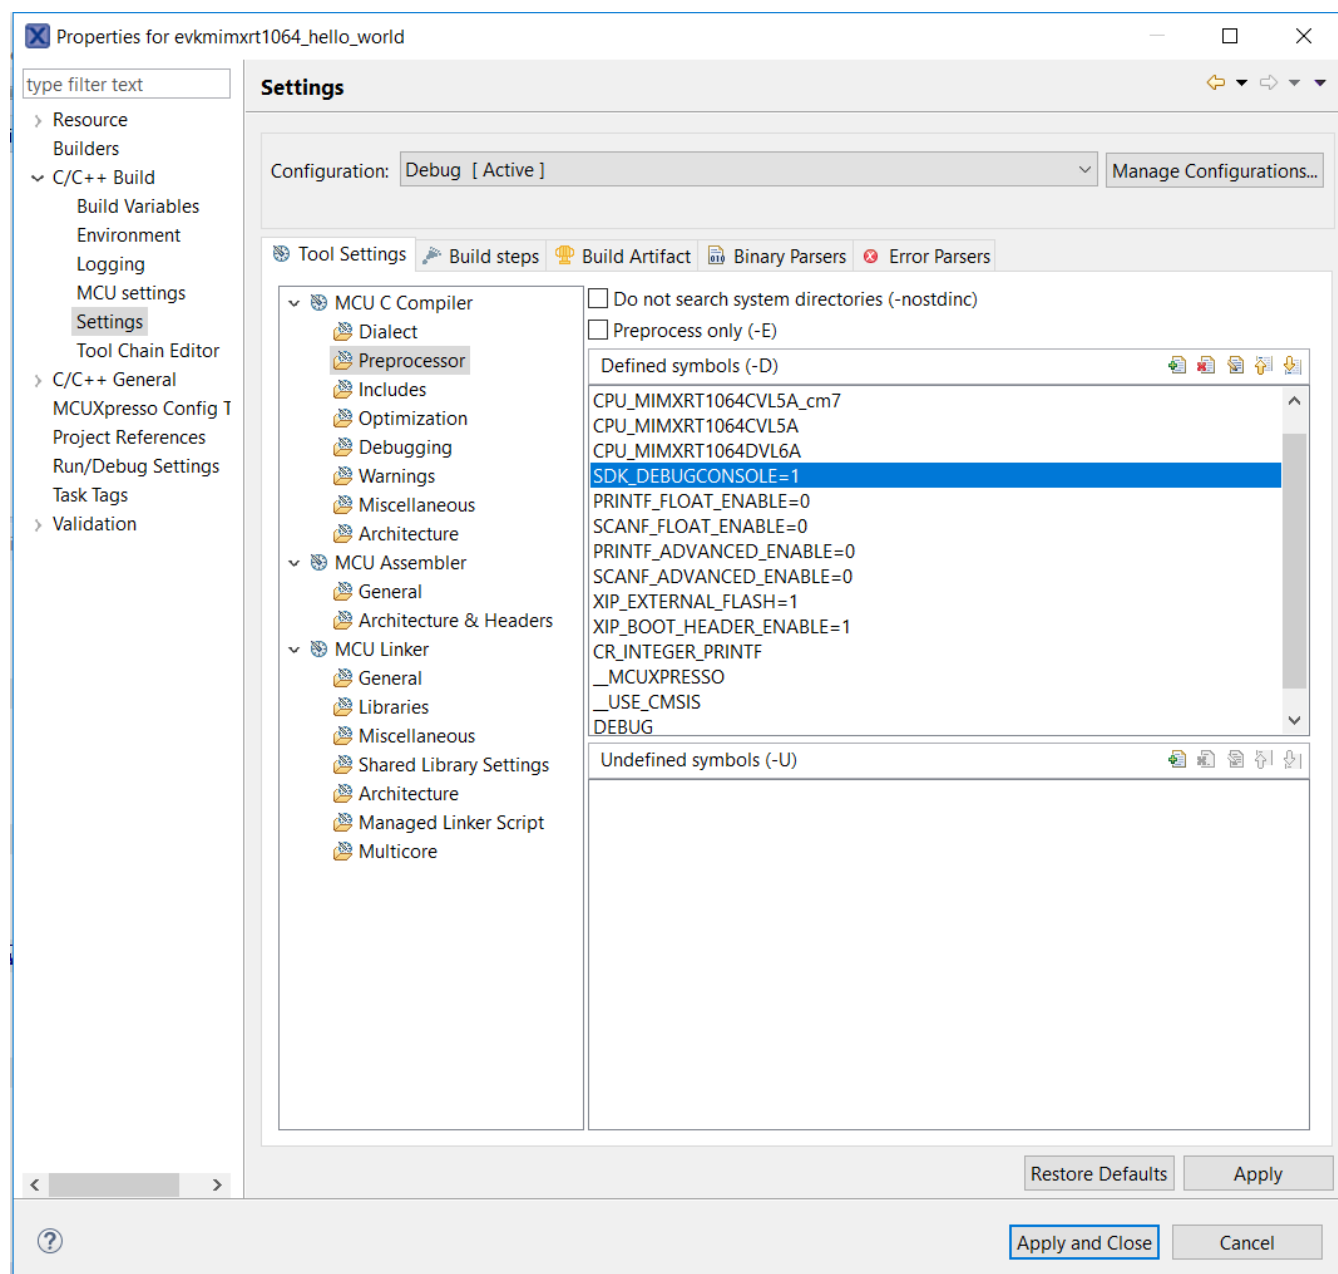 Properties for evkmimxrt1064_hello_world
type filter text
Resource
Builders
C/C++ Build
Build Variables
Environment
Logging
MCU settings
Settings
Tool Chain Editor
C/C++ General
MCUXpresso Config T
Project References
Run/Debug Settings
Task Tags
Validation
Settings
Configuration: Debug [ Active ] Manage Configurations...
Tool Settings Build steps Build Artifact Binary Parsers Error Parsers
MCU C Compiler
Dialect
Preprocessor
Includes
Optimization
Debugging
Warnings
Miscellaneous
Architecture
MCU Assembler
General
Architecture & Headers
MCU Linker
General
Libraries
Miscellaneous
Shared Library Settings
Architecture
Managed Linker Script
Multicore
Do not search system directories (-nostdinc)
Preprocess only (-E)
Defined symbols (-D)
CPU_MIMXRT1064CVL5A_cm7
CPU_MIMXRT1064CVL5A
CPU_MIMXRT1064DVL6A
SDK_DEBUGCONSOLE=1
PRINTF_FLOAT_ENABLE=0
SCANF_FLOAT_ENABLE=0
PRINTF_ADVANCED_ENABLE=0
SCANF_ADVANCED_ENABLE=0
XIP_EXTERNAL_FLASH=1
XIP_BOOT_HEADER_ENABLE=1
CR_INTEGER_PRINTF
__MCUXPRESSO
__USE_CMSIS
DEBUG
Undefined symbols (-U)
Restore Defaults Apply
Apply and Close Cancel